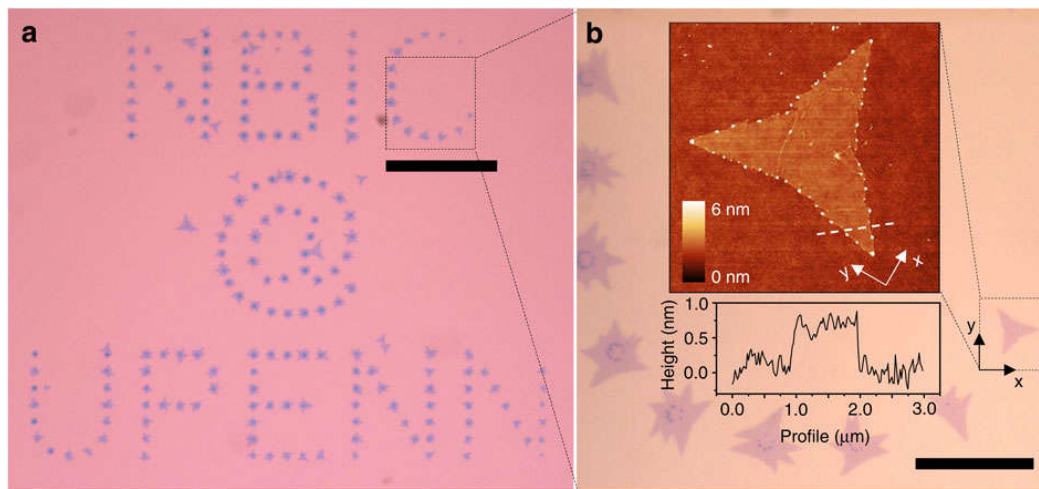 a
NBIC
@
UPENN
b
6 nm
0 nm
y
x
Height (nm)
1.0
0.5
0.0
0.0 1.0 2.0 3.0
Profile (μm)
y
x